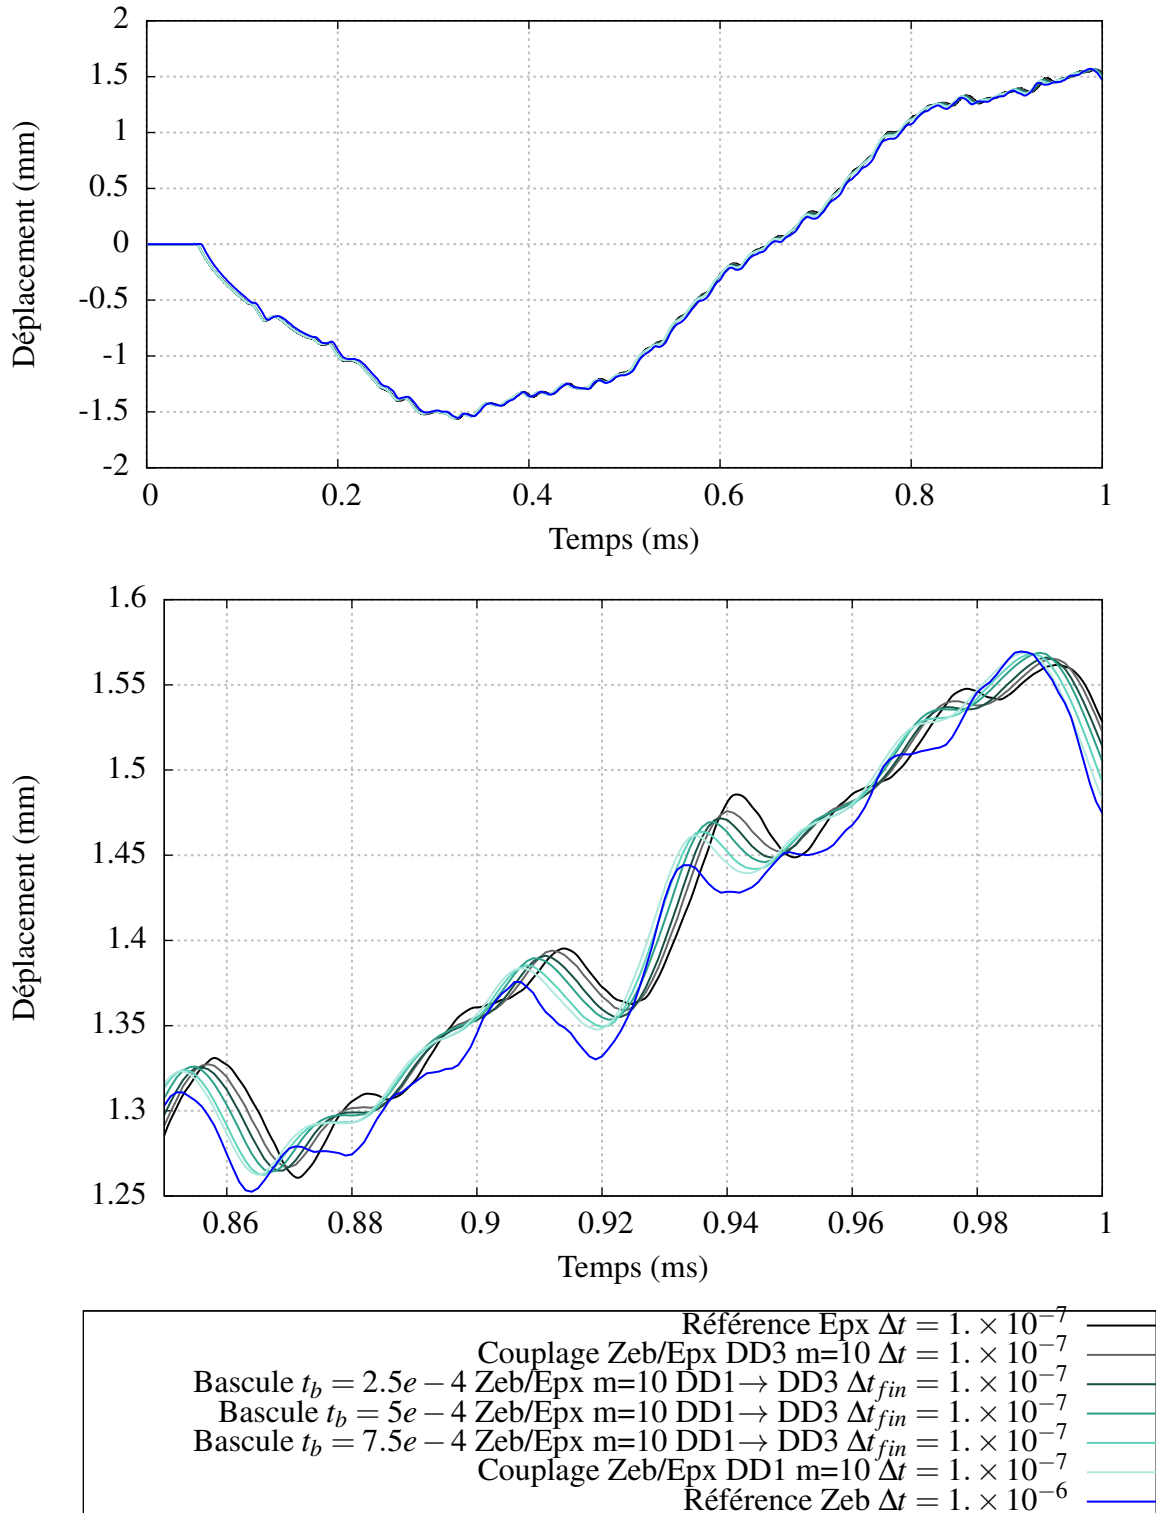 2
1.5
1
0.5
0
-0.5
-1
-1.5
-2
Déplacement (mm)
0 0.2 0.4 0.6 0.8 1
Temps (ms)
1.6
1.55
1.5
1.45
1.4
1.35
1.3
1.25
Déplacement (mm)
0.86 0.88 0.9 0.92 0.94 0.96 0.98 1
Temps (ms)
Référence Epx Δt = 1. × 10⁻⁷
Couplage Zeb/Epx DD3 m=10 Δt = 1. × 10⁻⁷
Bascule t_b = 2.5e − 4 Zeb/Epx m=10 DD1→ DD3 Δt_fin = 1. × 10⁻⁷
Bascule t_b = 5e − 4 Zeb/Epx m=10 DD1→ DD3 Δt_fin = 1. × 10⁻⁷
Bascule t_b = 7.5e − 4 Zeb/Epx m=10 DD1→ DD3 Δt_fin = 1. × 10⁻⁷
Couplage Zeb/Epx DD1 m=10 Δt = 1. × 10⁻⁷
Référence Zeb Δt = 1. × 10⁻⁶